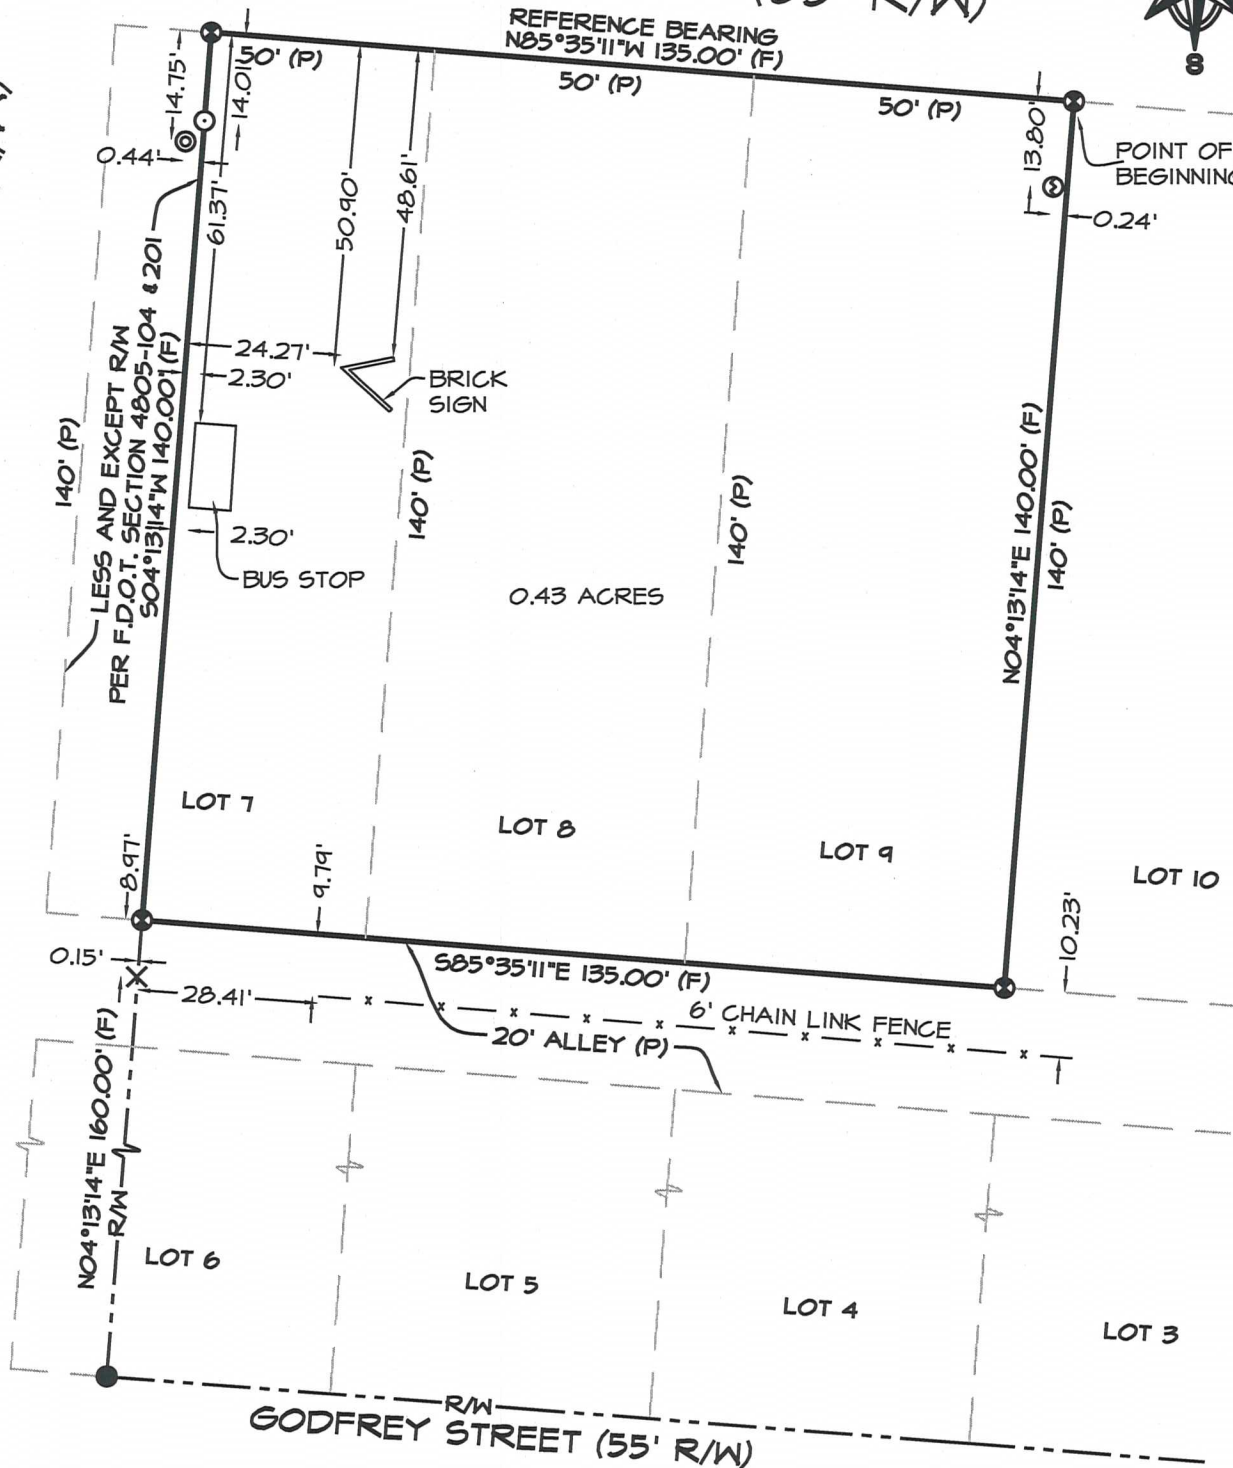 (55' R/W)
S
REFERENCE BEARING
N85°35'11"W 135.00' (F)
50' (P)
50' (P)
50' (P)
14.75'
14.01'
0.44'
61.37'
50.90'
48.61'
13.80'
0.24'
POINT OF
BEGINNING
24.27'
2.30'
BRICK
SIGN
2.30'
BUS STOP
140' (P)
LESS AND EXCEPT R/W
PER F.D.O.T. SECTION 4805-104 & 201
S04°13'14"W 140.00' (F)
140' (P)
140' (P)
N04°13'14"E 140.00' (F)
140' (P)
0.43 ACRES
LOT 7
LOT 8
LOT 9
LOT 10
8.97'
9.79'
10.23'
0.15'
28.41'
S85°35'11"E 135.00' (F)
x x x x x x x x x x
6' CHAIN LINK FENCE
20' ALLEY (P)
N04°13'14"E 160.00' (F)
R/W
LOT 6
LOT 5
LOT 4
LOT 3
R/W
GODFREY STREET (55' R/W)